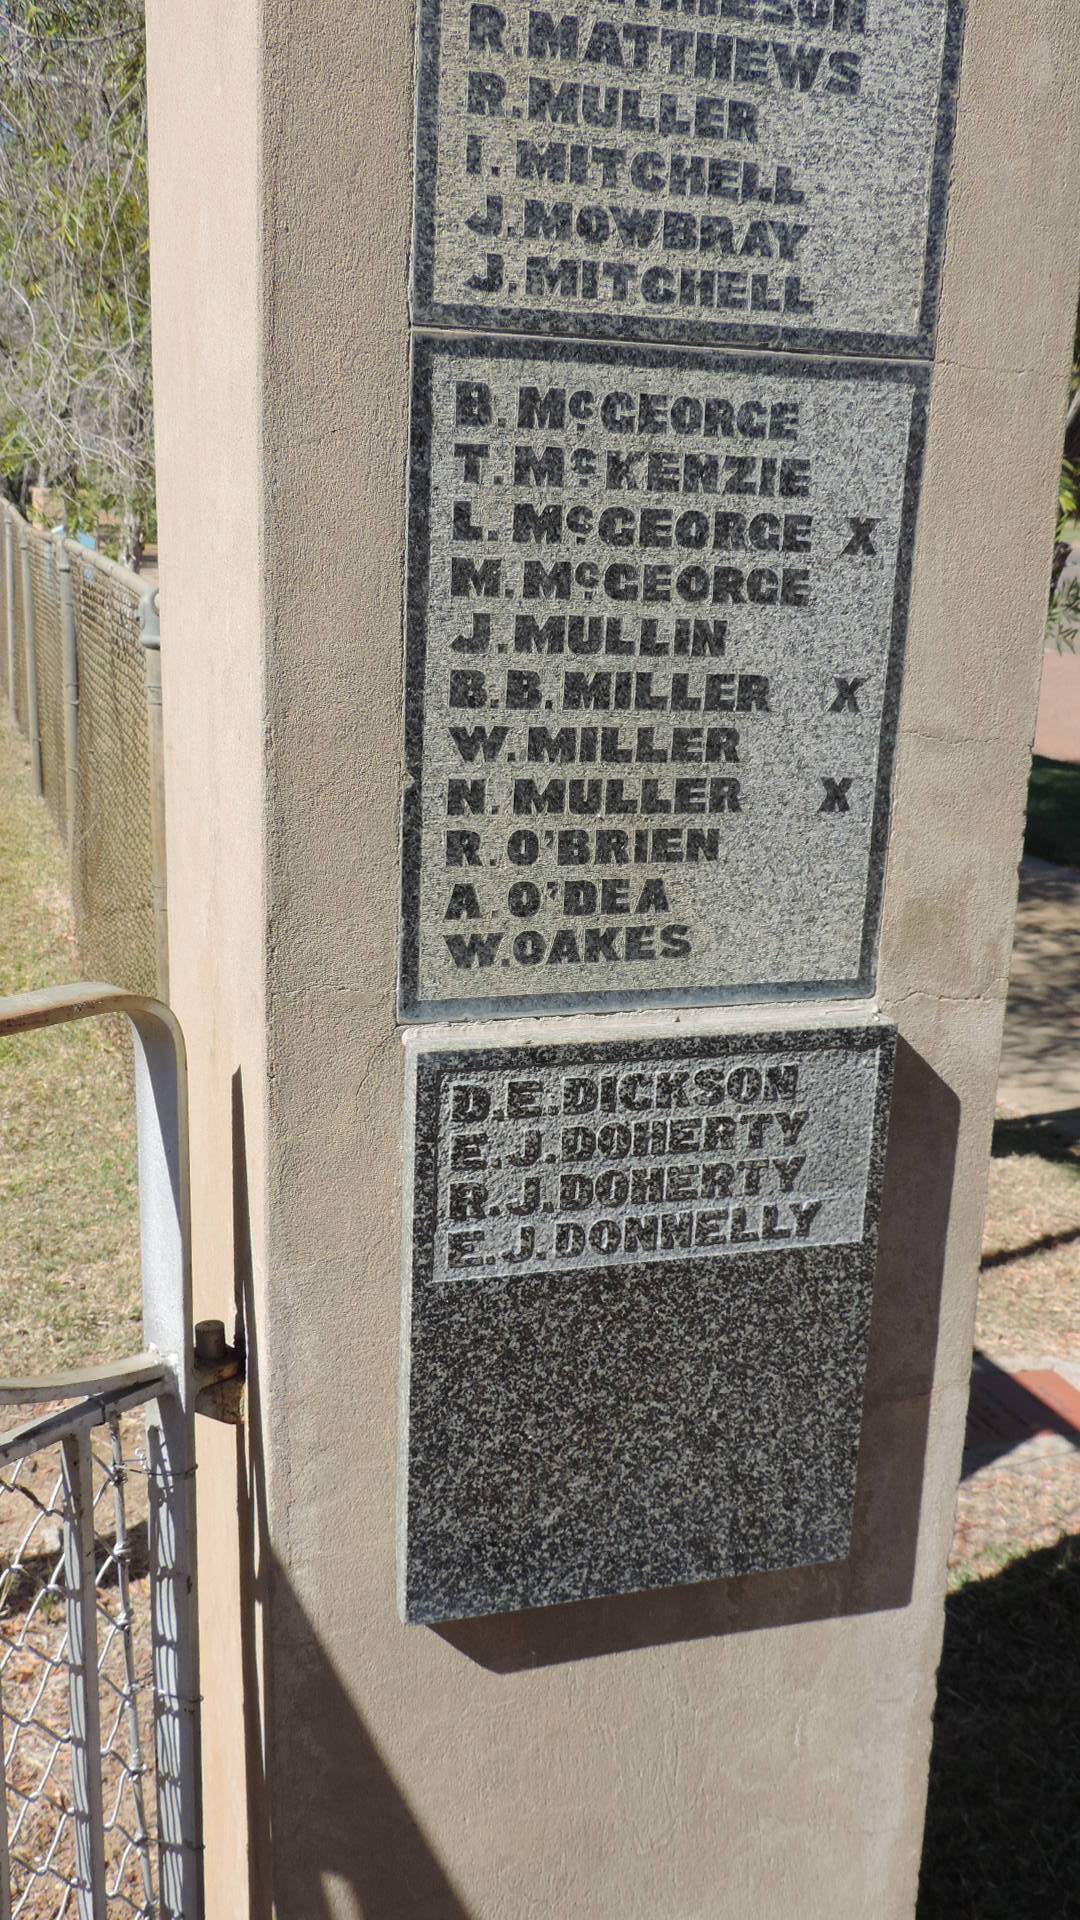 R. MATTHEWS
R. MULLER
I. MITCHELL
J. MOWBRAY
J. MITCHELL
B. McGEORGE
T. McKENZIE
L. McGEORGE X
M. McGEORGE
J. MULLIN
B. B. MILLER X
W. MILLER
N. MULLER X
R. O'BRIEN
A. O'DEA
W. OAKES
D. E. DICKSON
E. J. DOHERTY
R. J. DOHERTY
E. J. DONNELLY